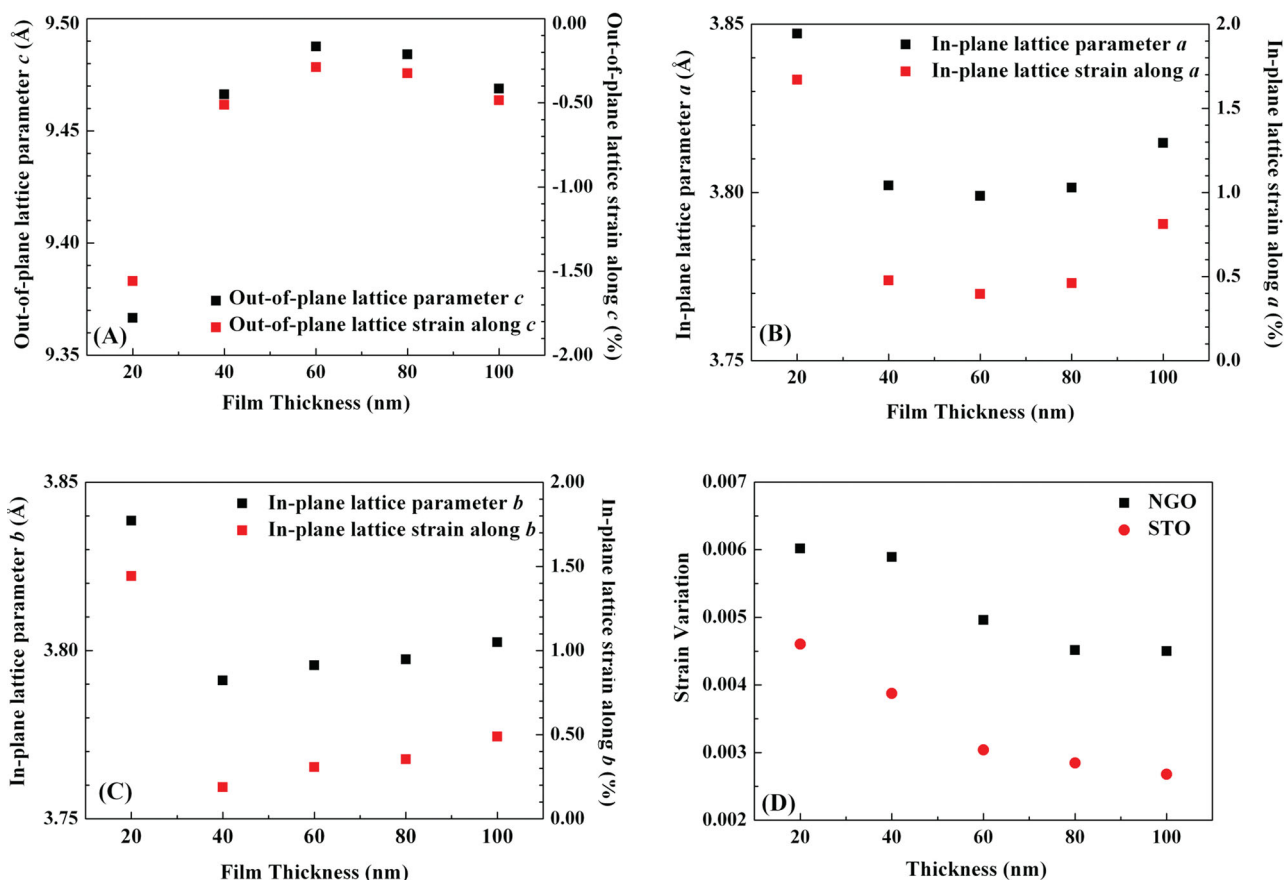 9.50
9.45
9.40
9.35
Out-of-plane lattice parameter c (Å)
0.00
-0.50
-1.00
-1.50
-2.00
Out-of-plane lattice strain along c (%)
Out-of-plane lattice parameter c
Out-of-plane lattice strain along c
(A)
20 40 60 80 100
Film Thickness (nm)
3.85
3.80
3.75
In-plane lattice parameter a (Å)
2.0
1.5
1.0
0.5
0.0
In-plane lattice strain along a (%)
In-plane lattice parameter a
In-plane lattice strain along a
(B)
20 40 60 80 100
Film Thickness (nm)
3.85
3.80
3.75
In-plane lattice parameter b (Å)
2.00
1.50
1.00
0.50
0.00
In-plane lattice strain along b (%)
In-plane lattice parameter b
In-plane lattice strain along b
(C)
20 40 60 80 100
Film Thickness (nm)
0.007
0.006
0.005
0.004
0.003
0.002
Strain Variation
NGO
STO
(D)
20 40 60 80 100
Thickness (nm)